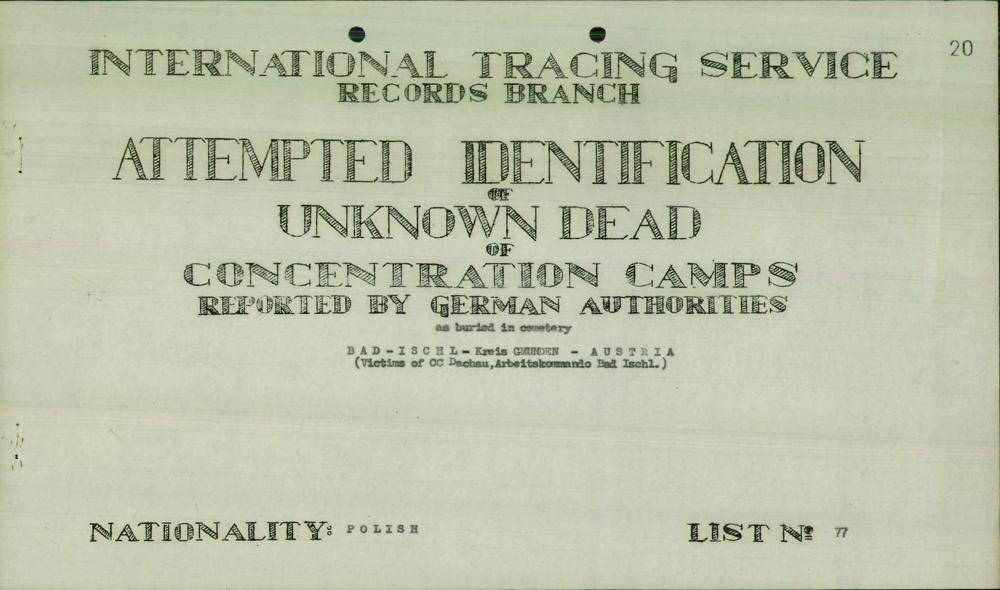 20
INTERNATIONAL TRACING SERVICE
RECORDS BRANCH
ATTEMPTED IDENTIFICATION
OF
UNKNOWN DEAD
OF
CONCENTRATION CAMPS
REPORTED BY GERMAN AUTHORITIES
as buried in cemetery
BAD-ISCHL - Kreis GMUNDEN - AUSTRIA
(Victims of CC Dachau, Arbeitskommando Bad Ischl.)
NATIONALITY: POLISH
LIST Nº 77